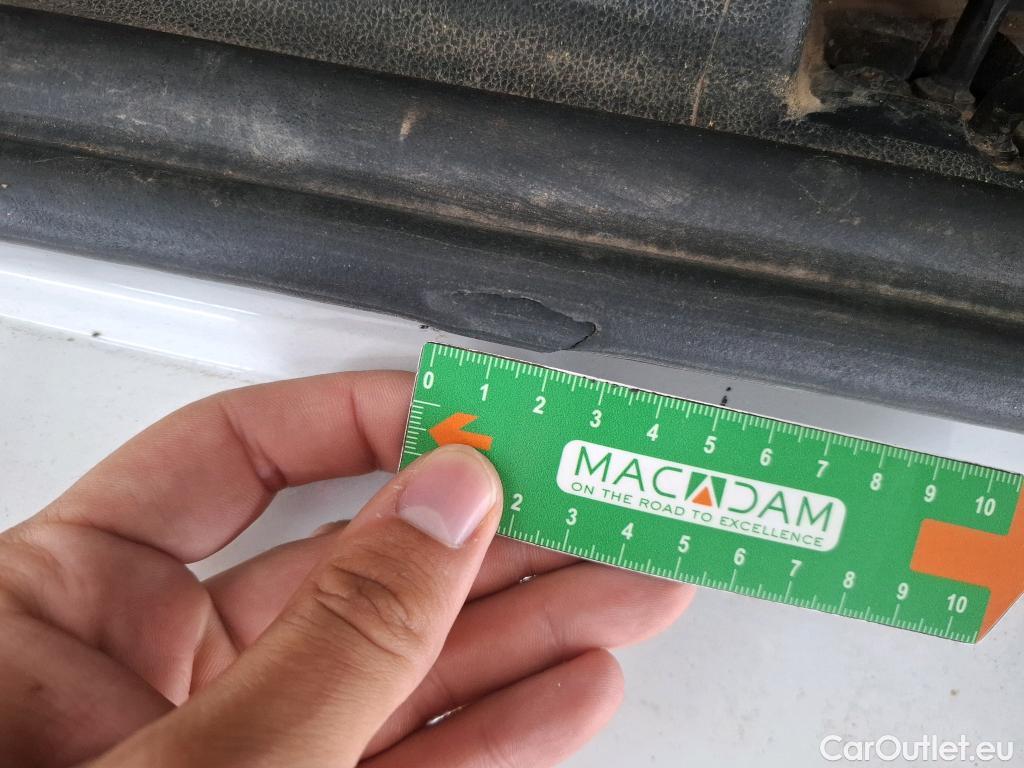 0 1 2 3 4 5 6 7 8 9 10
MACADAM
ON THE ROAD TO EXCELLENCE
2 3 4 5 6 7 8 9 10
CarOutlet.eu